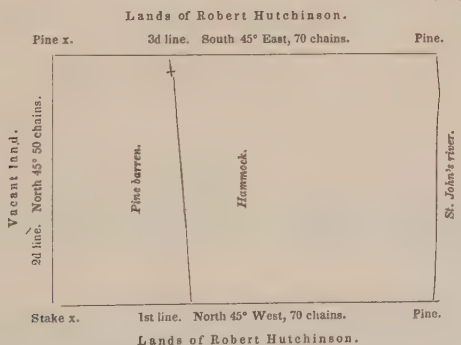 Lands of Robert Hutchinson.
Pine x. 3d line. South 45° East, 70 chains. Pine.
Vacant land.
2d line. North 45° 50 chains.
Pine barren.
Hammock.
St. John's river.
Stake x. 1st line. North 45° West, 70 chains. Pine.
Lands of Robert Hutchinson.